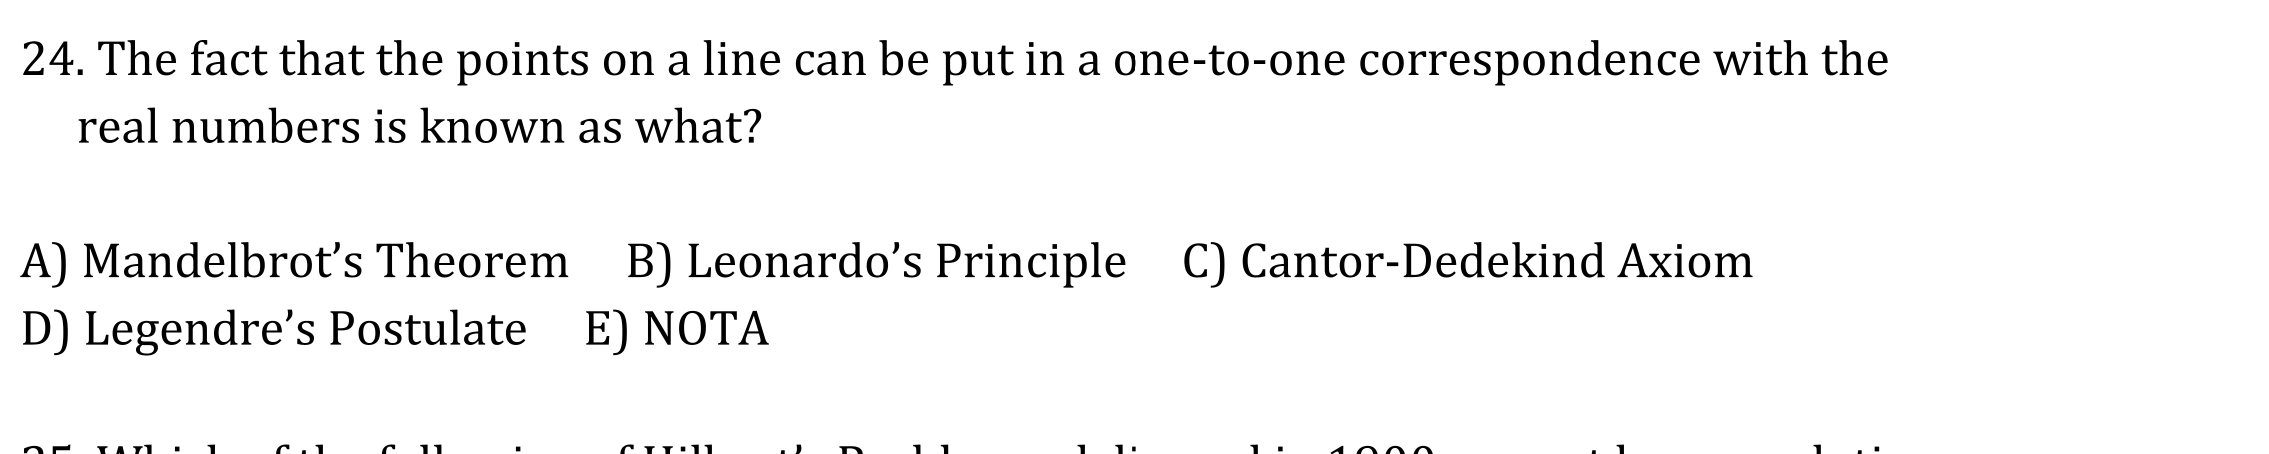 24. The fact that the points on a line can be put in a one-to-one correspondence with the
real numbers is known as what?
A) Mandelbrot’s Theorem B) Leonardo’s Principle C) Cantor-Dedekind Axiom
D) Legendre’s Postulate E) NOTA